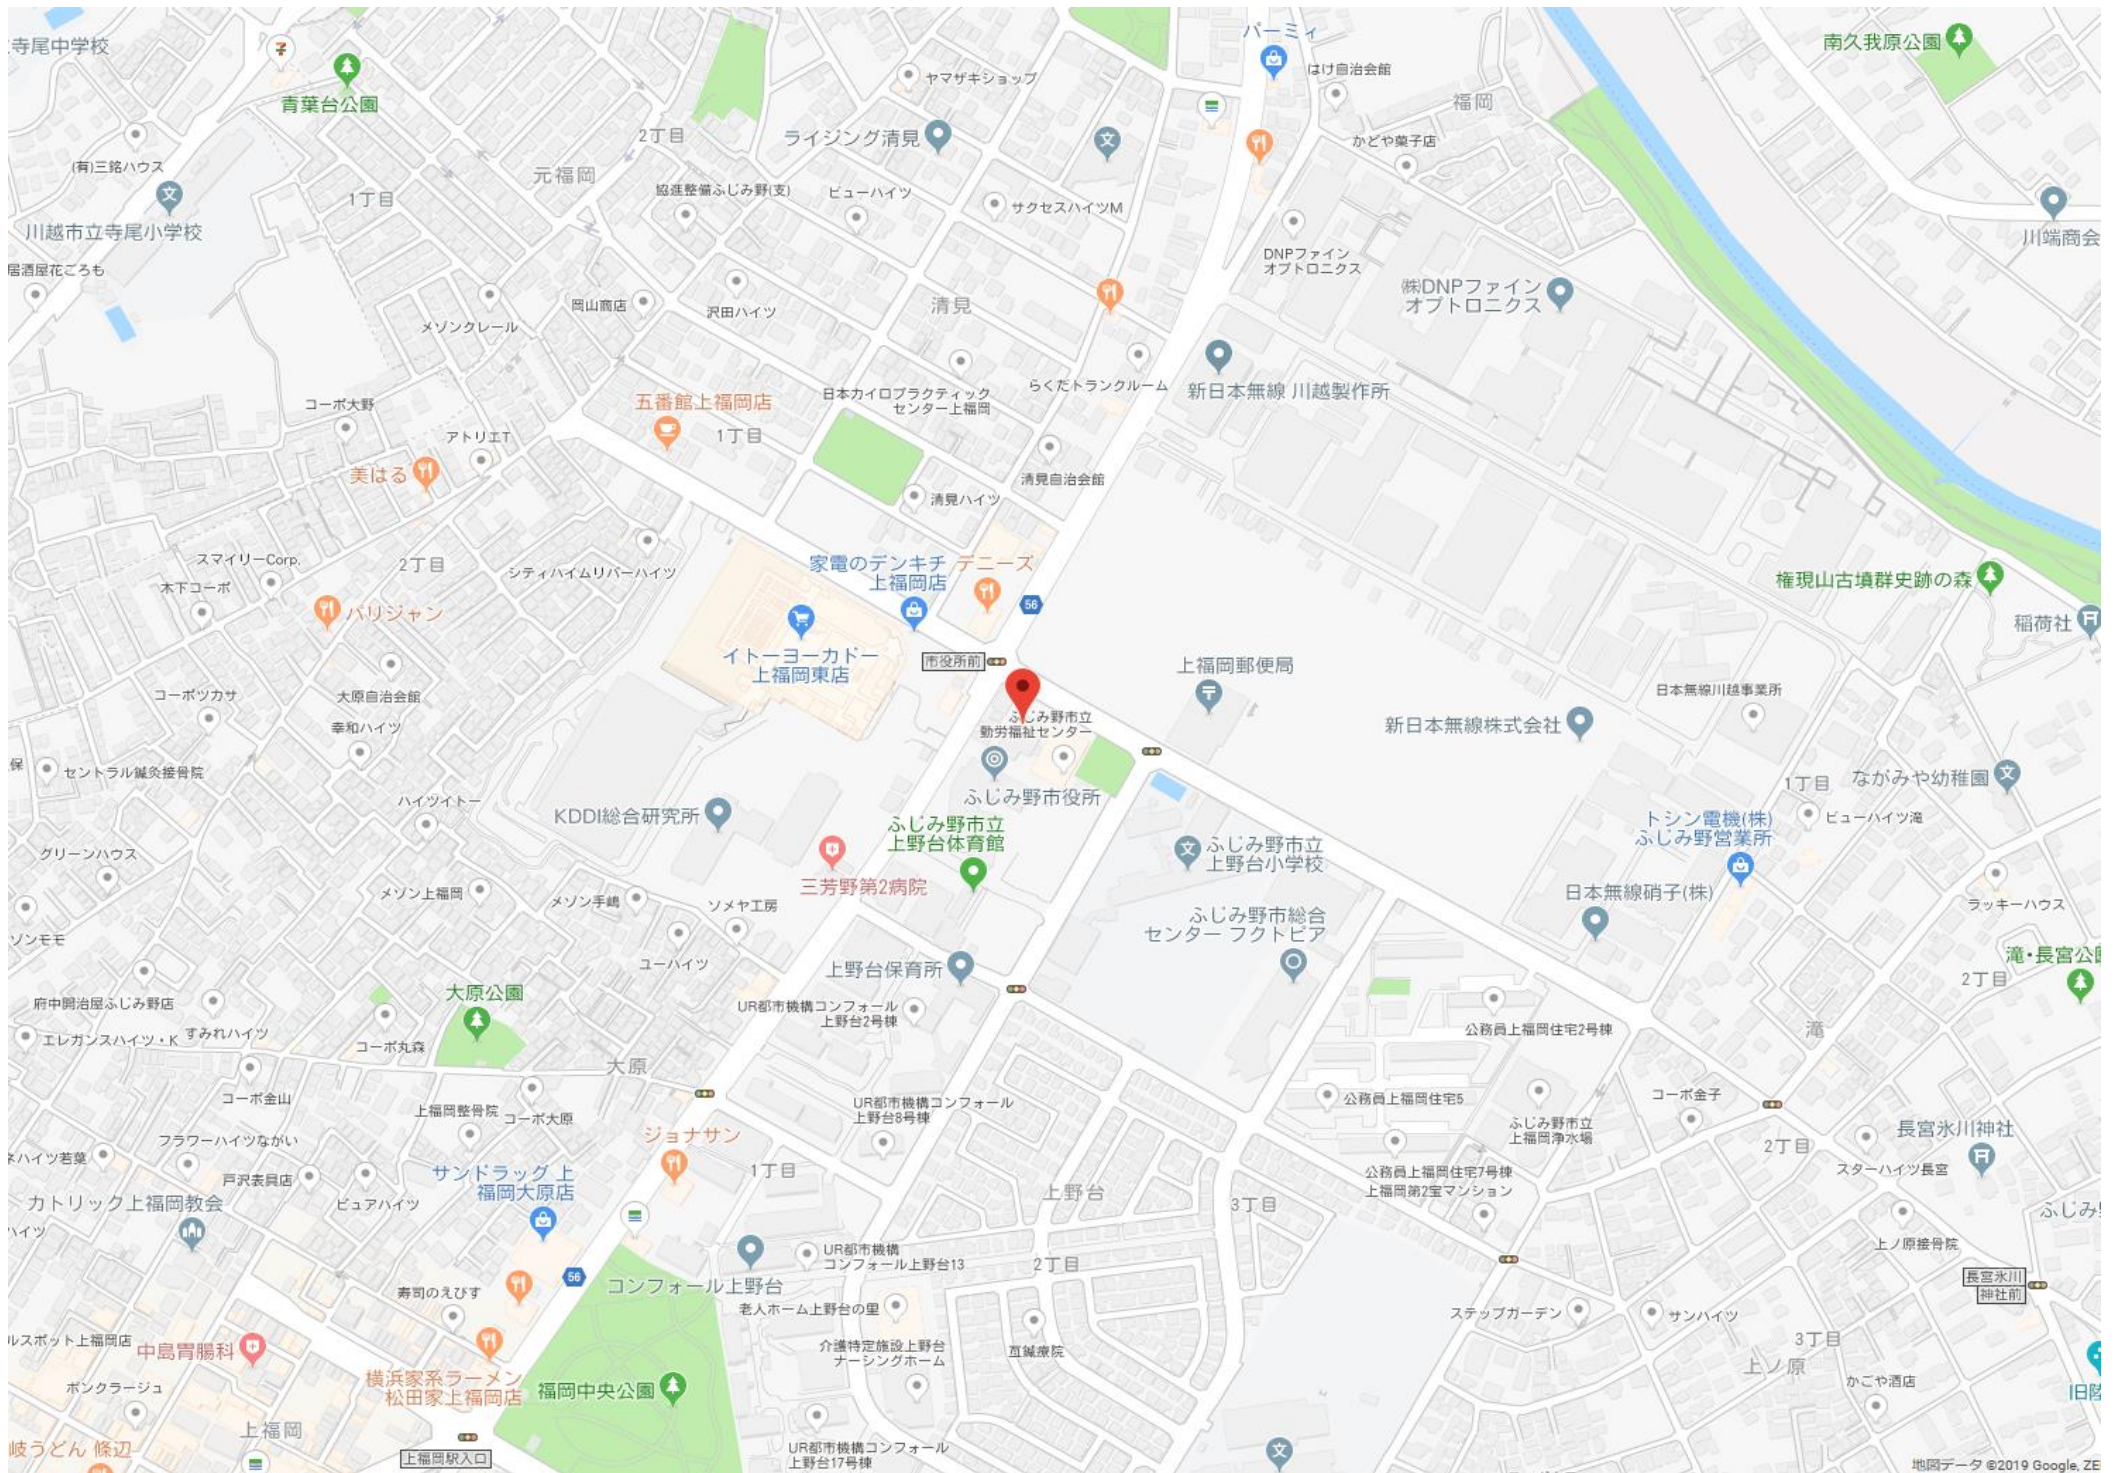 寺尾中学校
青葉台公園
(有)三銘ハウス
川越市立寺尾小学校
居酒屋花ごろも
1丁目
元福岡
2丁目
ヤマザキショップ
ライジング清見
協進整備ふじみ野(支)
ビューハイツ
サクセスハイツM
パーミィ
はけ自治会館
福岡
かどや菓子店
南久我原公園
川端商会
DNPファイン
オプトロニクス
㈱DNPファイン
オプトロニクス
メゾンクレール
岡山商店
沢田ハイツ
清見
日本カイロプラクティック
センター上福岡
らくだトランクルーム
新日本無線 川越製作所
五番館上福岡店
1丁目
コーポ大野
アトリエT
美はる
清見自治会館
清見ハイツ
スマイリーCorp.
木下コーポ
2丁目
シティハイムリバーハイツ
家電のデンキチ
上福岡店
デニーズ
56
パリジャン
イトーヨーカドー
上福岡東店
市役所前
上福岡郵便局
権現山古墳群史跡の森
稲荷社
コーポツカサ
大原自治会館
幸和ハイツ
ふじみ野市立
勤労福祉センター
日本無線川越事業所
新日本無線株式会社
保
セントラル鍼灸接骨院
ハイツイトー
KDDI総合研究所
ふじみ野市役所
1丁目
ながみや幼稚園
ふじみ野市立
上野台体育館
ふじみ野市立
上野台小学校
トシン電機(株)
ふじみ野営業所
ビューハイツ滝
グリーンハウス
メゾン上福岡
メゾン手嶋
ソメヤ工房
三芳野第2病院
日本無線硝子(株)
ラッキーハウス
ゾンモモ
ユーハイツ
上野台保育所
ふじみ野市総合
センター フクトピア
滝・長宮公園
2丁目
府中開治屋ふじみ野店
大原公園
UR都市機構コンフォール
上野台2号棟
公務員上福岡住宅2号棟
エレガンスハイツ・K
すみれハイツ
コーポ丸森
大原
滝
コーポ金山
上福岡整骨院
コーポ大原
UR都市機構コンフォール
上野台8号棟
公務員上福岡住宅5
コーポ金子
ふじみ野市立
上福岡浄水場
フラワーハイツながい
ジョナサン
長宮氷川神社
ネハイツ若葉
戸沢表具店
サンドラッグ 上
福岡大原店
1丁目
公務員上福岡住宅7号棟
上福岡第2宝マンション
2丁目
スターハイツ長宮
カトリック上福岡教会
ビュアハイツ
上野台
3丁目
ふじみ
ハイツ
UR都市機構
コンフォール上野台13
2丁目
上ノ原接骨院
56
コンフォール上野台
長宮氷川
神社前
寿司のえびす
老人ホーム上野台の里
ステップガーデン
サンハイツ
ルスポット上福岡店
中島胃腸科
介護特定施設上野台
ナーシングホーム
亙鍼療院
3丁目
上ノ原
ボンクラージュ
横浜家系ラーメン
松田家上福岡店
福岡中央公園
かごや酒店
旧陸
上福岡
岐うどん 條辺
上福岡駅入口
UR都市機構コンフォール
上野台17号棟
地図データ ©2019 Google, ZE